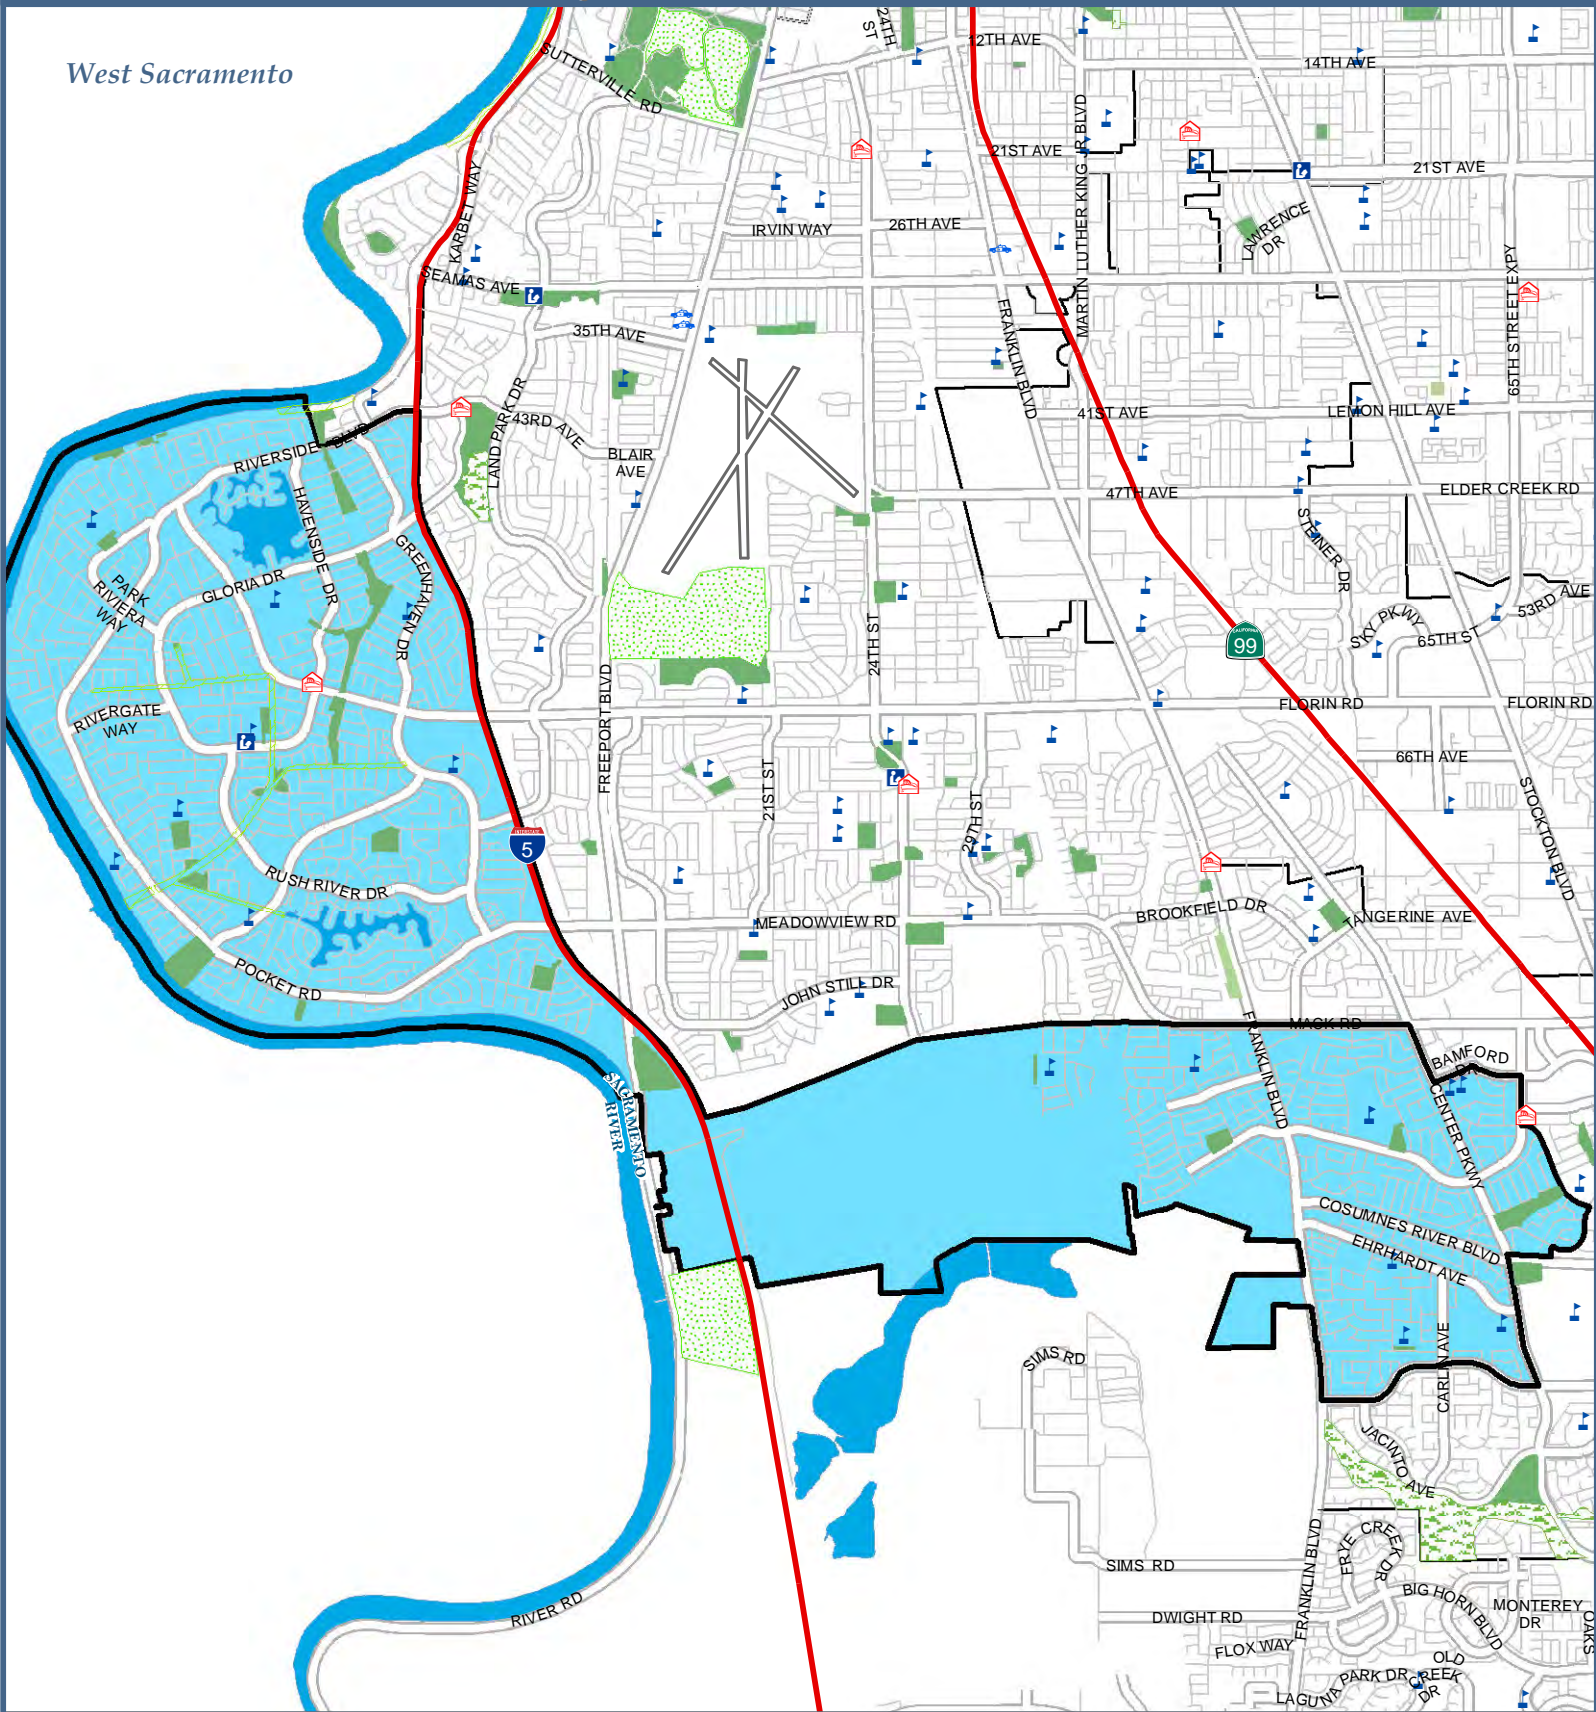 West Sacramento
SUTTERVILLE RD
24TH
ST
12TH AVE
14TH AVE
MARTIN LUTHER KING JR BLVD
21ST AVE
21ST AVE
KARBET WAY
IRVIN WAY
26TH AVE
LAWRENCE
DR
65TH STREET EXPY
SEAMAS AVE
35TH AVE
FRANKLIN BLVD
LAND PARK DR
43RD AVE
BLAIR
AVE
41ST AVE
LEMON HILL AVE
RIVERSIDE BLVD
47TH AVE
ELDER CREEK RD
HAVENSIDE DR
GREENHAVEN DR
STEINER DR
GLORIA DR
PARK
RIVIERA
WAY
53RD AVE
SKY PKWY
65TH ST
CALIFORNIA
99
24TH ST
FREEPORT BLVD
RIVERGATE
WAY
FLORIN RD
FLORIN RD
66TH AVE
21ST ST
29TH ST
STOCKTON BLVD
INTERSTATE
5
RUSH RIVER DR
MEADOWVIEW RD
BROOKFIELD DR
TANGERINE AVE
POCKET RD
JOHN STILL DR
MACK RD
FRANKLIN BLVD
BAMFORD
DR
SACRAMENTO
RIVER
CENTER PKWY
COSUMNES RIVER BLVD
EHRHARDT AVE
CARLIN AVE
SIMS RD
JACINTO AVE
FRANKLIN BLVD
FRYE CREEK DR
SIMS RD
BIG HORN BLVD
MONTEREY
DR
OAKS
RIVER RD
DWIGHT RD
FLOX WAY
LAGUNA PARK DR
OLD
CREEK
DR